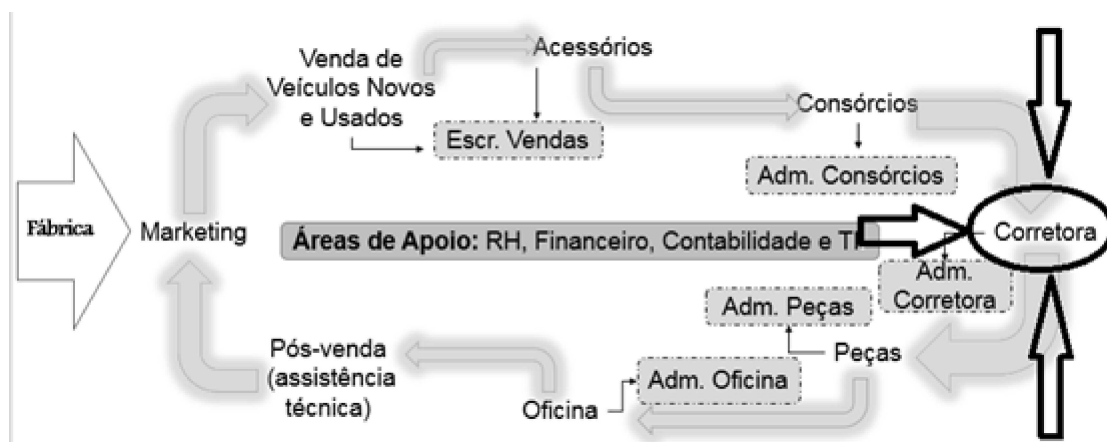 Venda de
Veículos Novos
e Usados
Acessórios
Escr. Vendas
Consórcios
Adm. Consórcios
Fábrica
Marketing
Áreas de Apoio: RH, Financeiro, Contabilidade e
Corretora
Adm.
Corretora
Adm. Peças
Peças
Pós-venda
(assistência
técnica)
Oficina
Adm. Oficina